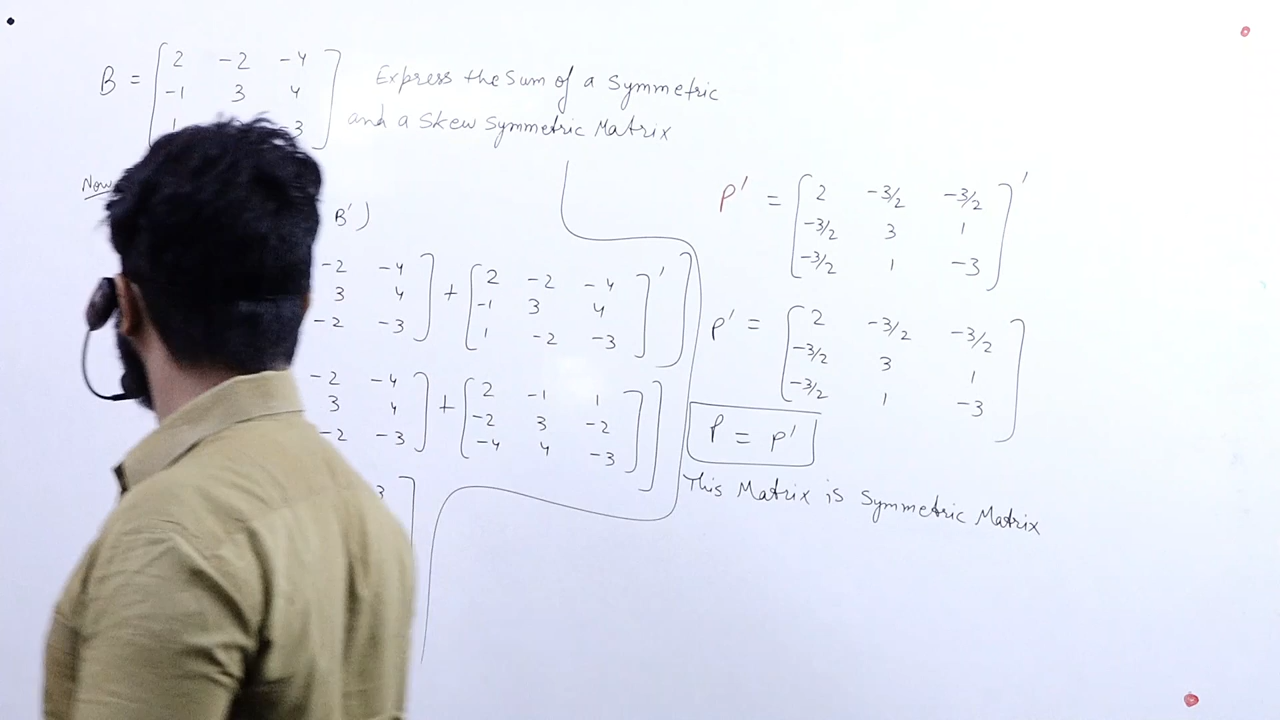 B = [ 2 -2 -4
-1 3 4
1 -3 ]
Express the Sum of a Symmetric
and a Skew Symmetric Matrix
Now
B')
-2 -4
3 4
-2 -3 ] + [ 2 -2 -4
-1 3 4
1 -2 -3 ]' ]
-2 -4
3 4
-2 -3 ] + [ 2 -1 1
-2 3 -2
-4 4 -3 ] ]
3 ]
P' = [ 2 -3/2 -3/2
-3/2 3 1
-3/2 1 -3 ]'
P' = [ 2 -3/2 -3/2
-3/2 3 1
-3/2 1 -3 ]
P = P'
This Matrix is Symmetric Matrix